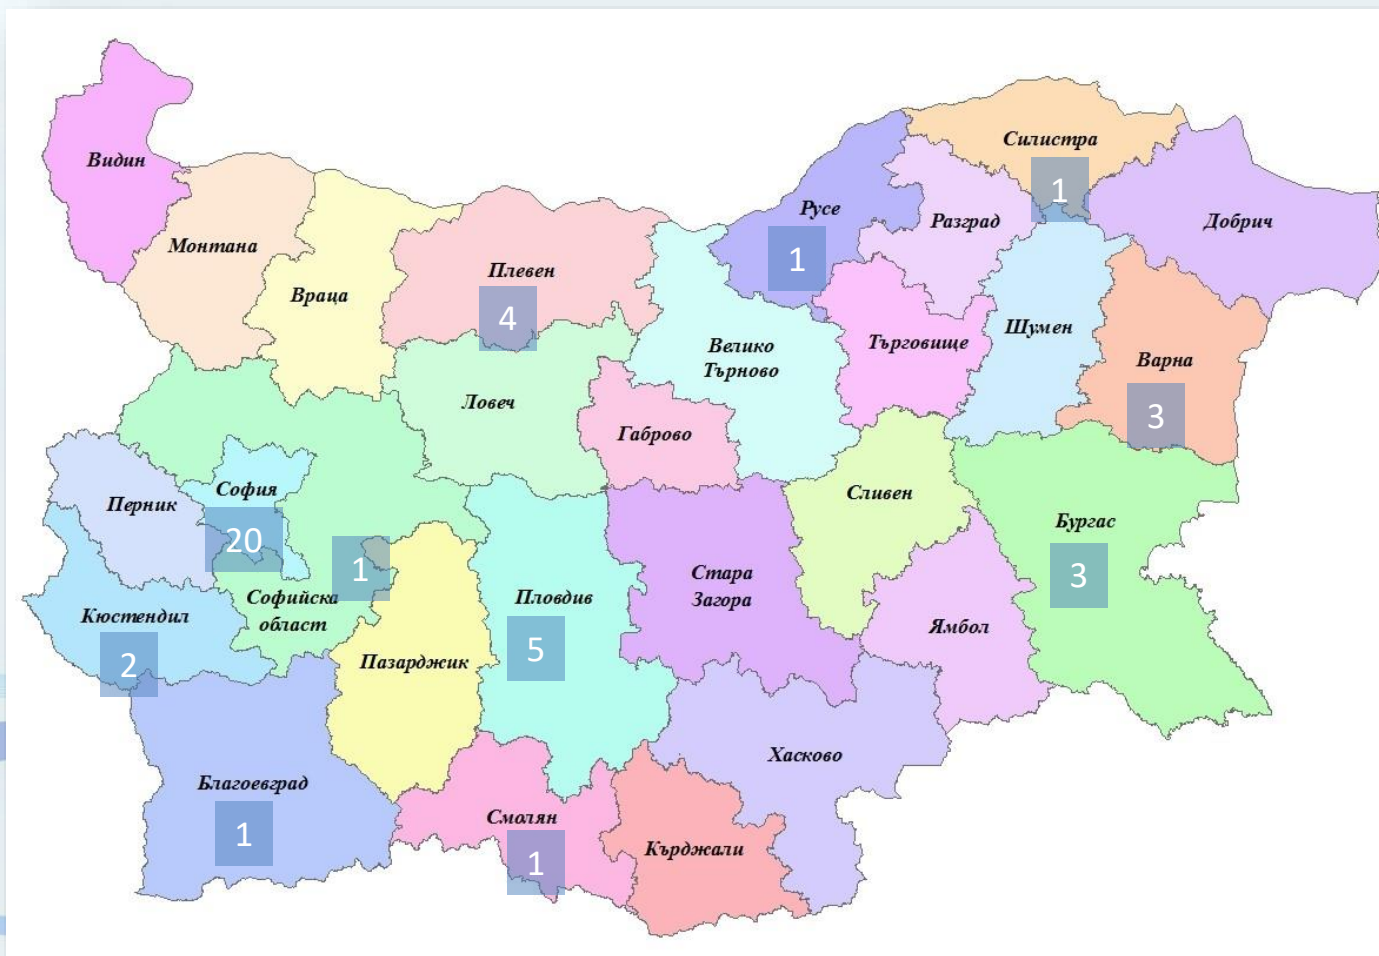 Видин
Монтана
Враца
Плевен
4
Русе
1
Силистра
1
Разград
Добрич
Велико
Търново
Търговище
Шумен
Варна
3
Ловеч
Габрово
Перник
София
20
1
Софийска
област
Кюстендил
2
Пловдив
5
Пазарджик
Стара
Загора
Сливен
Бургас
3
Ямбол
Благоевград
1
Смолян
1
Кърджали
Хасково